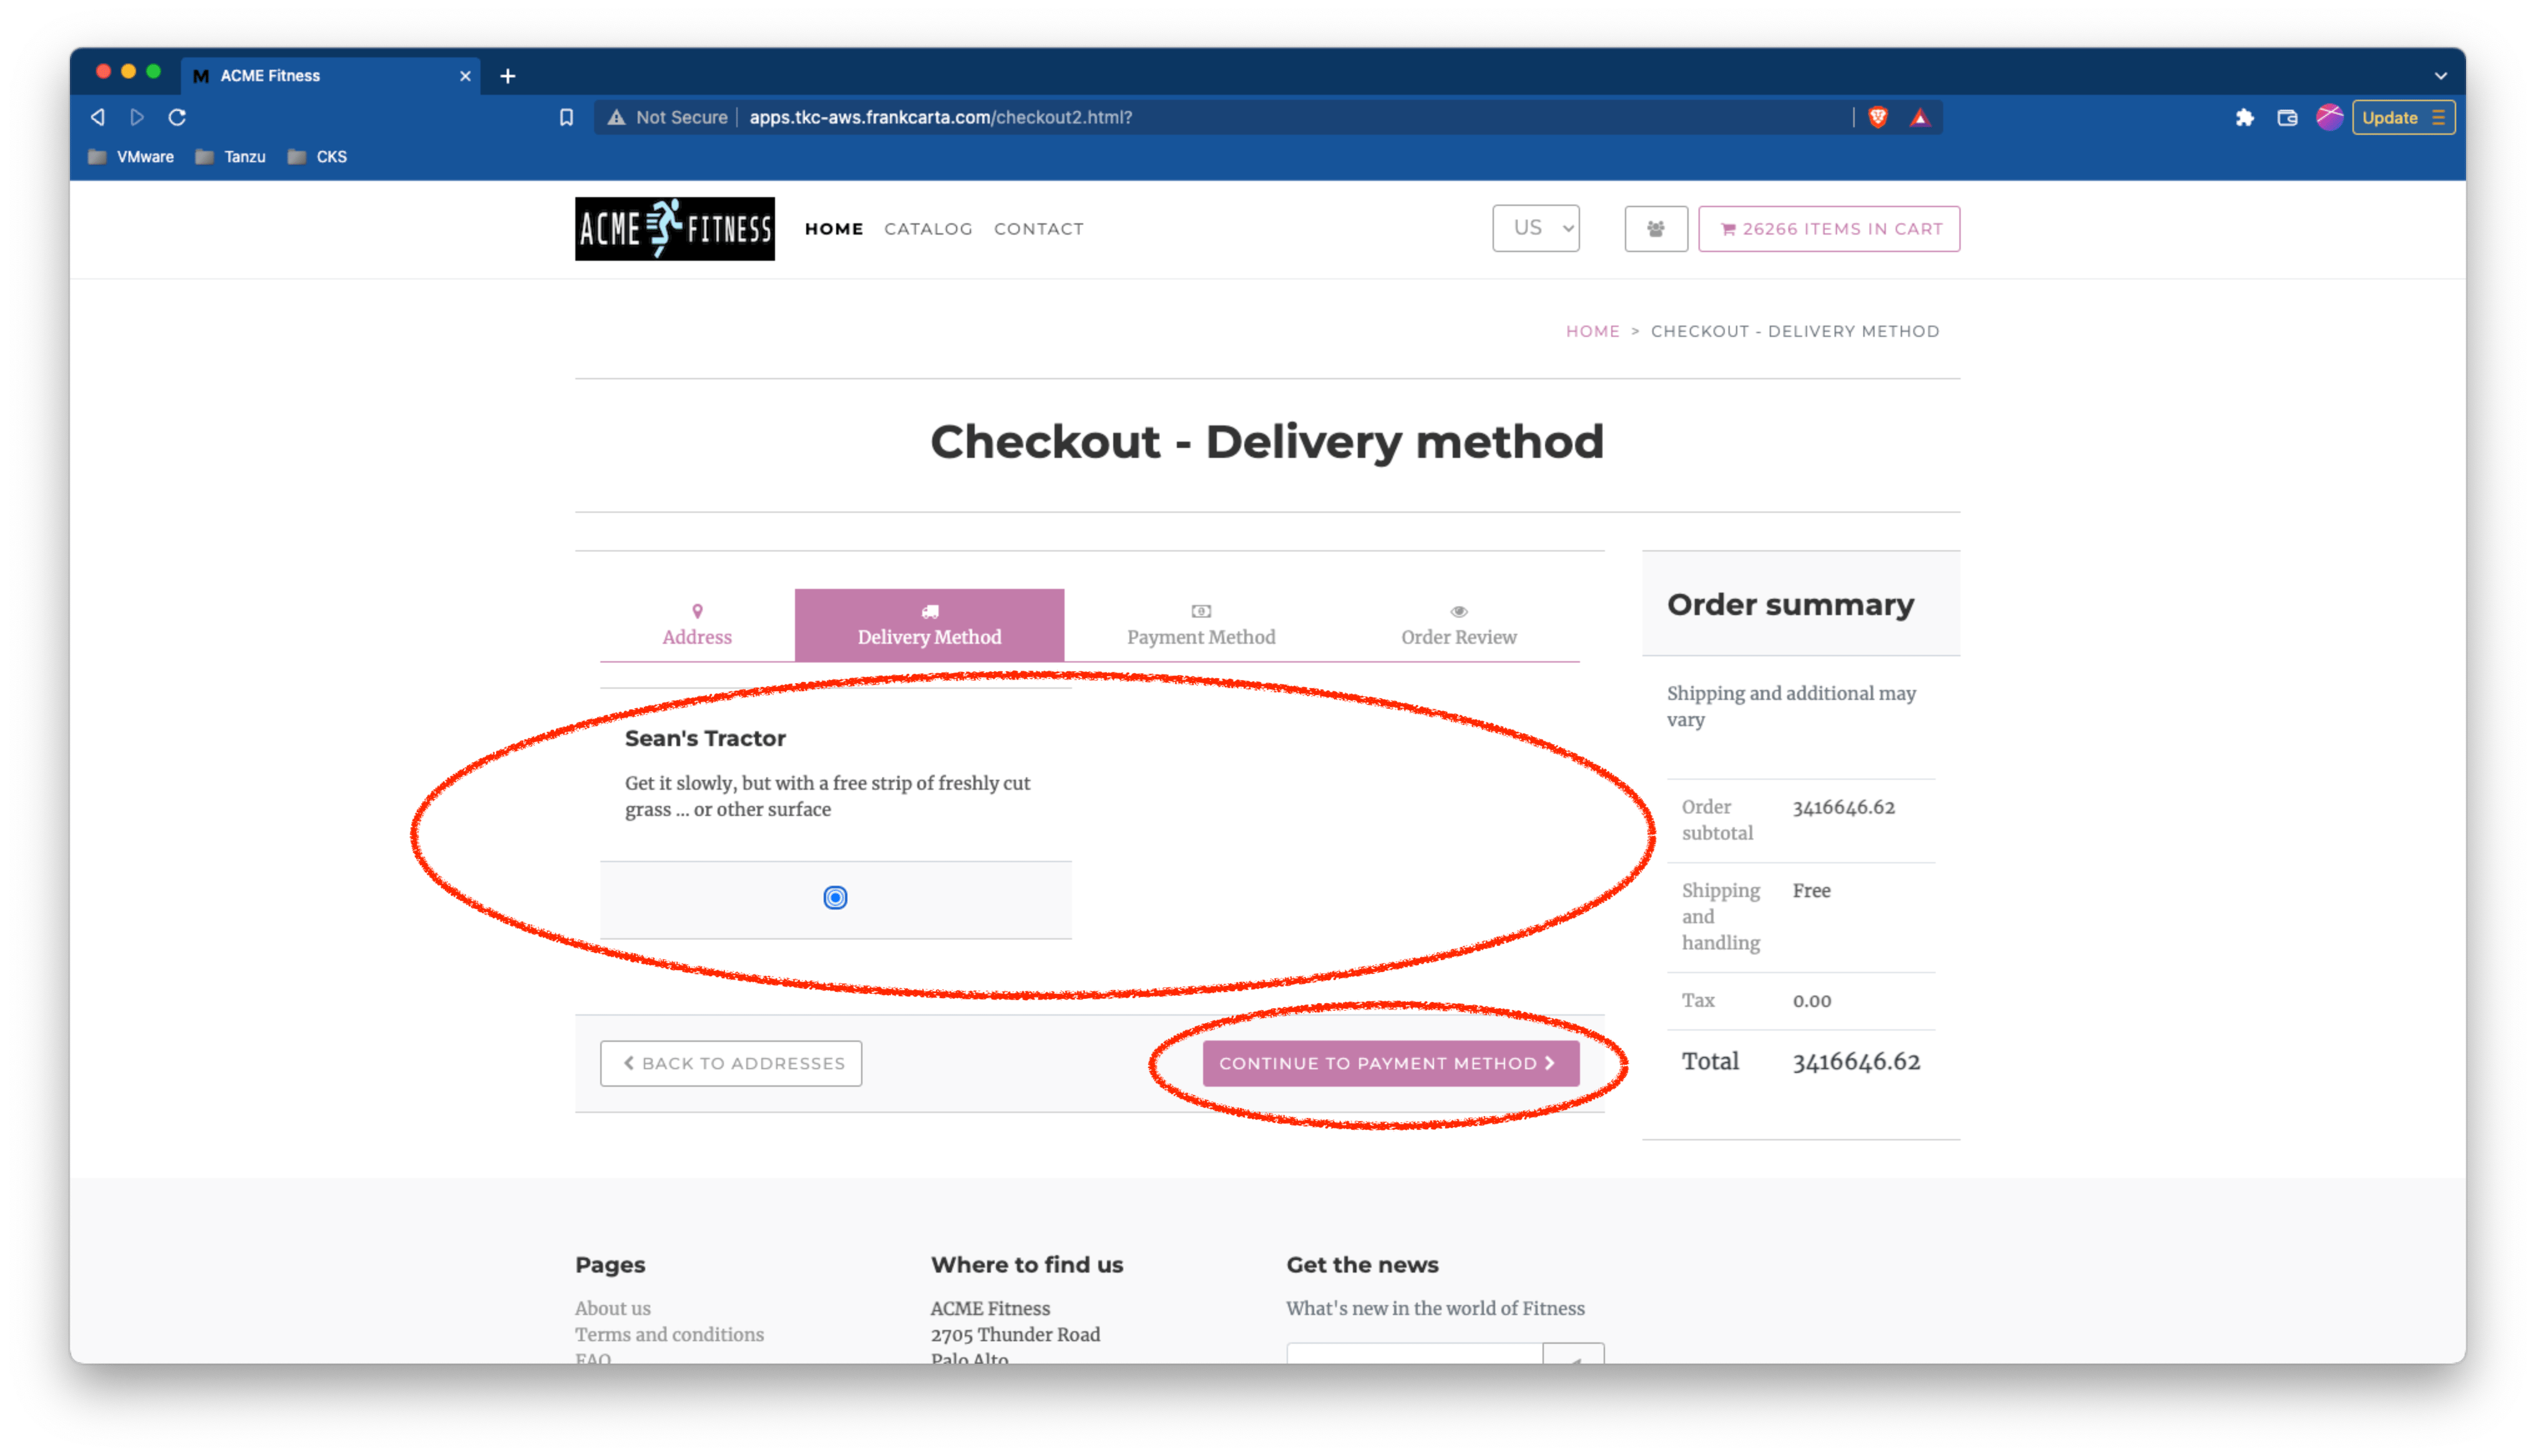 M ACME Fitness
Not Secure | apps.tkc-aws.frankcarta.com/checkout2.html?
Update
VMware
Tanzu
CKS
ACME FITNESS
HOME
CATALOG
CONTACT
US
26266 ITEMS IN CART
HOME > CHECKOUT - DELIVERY METHOD
Checkout - Delivery method
Address
Delivery Method
Payment Method
Order Review
Sean's Tractor
Get it slowly, but with a free strip of freshly cut
grass ... or other surface
BACK TO ADDRESSES
CONTINUE TO PAYMENT METHOD
Order summary
Shipping and additional may
vary
Order
subtotal
3416646.62
Shipping
and
handling
Free
Tax
0.00
Total
3416646.62
Pages
About us
Terms and conditions
FAQ
Where to find us
ACME Fitness
2705 Thunder Road
Palo Alto
Get the news
What's new in the world of Fitness